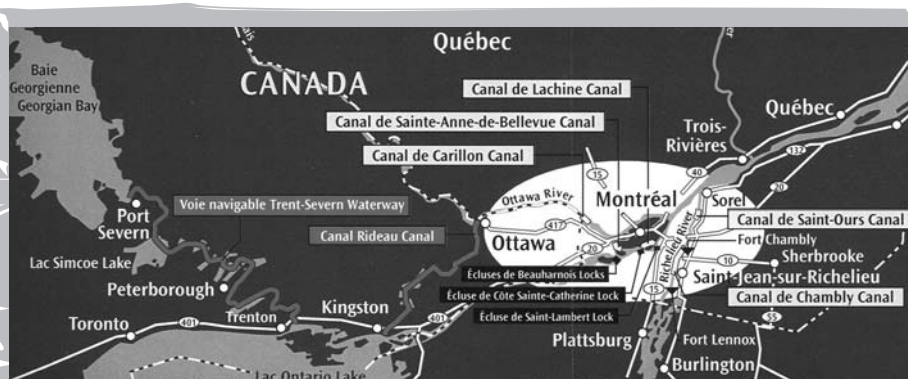 Québec
Baie
Georgienne
Georgian Bay
CANADA
Canal de Lachine Canal
Québec
Canal de Sainte-Anne-de-Bellevue Canal
Trois-
Rivières
132
Canal de Carillon Canal
15
40
20
Port
Severn
Voie navigable Trent-Severn Waterway
Ottawa River
Montréal
Sorel
Canal Rideau Canal
417
Canal de Saint-Ours Canal
Ottawa
20
Richelieu River
Fort Chambly
Lac Simcoe Lake
10
Sherbrooke
Écluses de Beauharnois Locks
Saint-Jean-sur-Richelieu
Peterborough
Écluse de Côte Sainte-Catherine Lock
15
Canal de Chambly Canal
Kingston
Écluse de Saint-Lambert Lock
Toronto
401
Trenton
401
55
Plattsburg
Fort Lennox
Burlington
Lac Ontario Lake